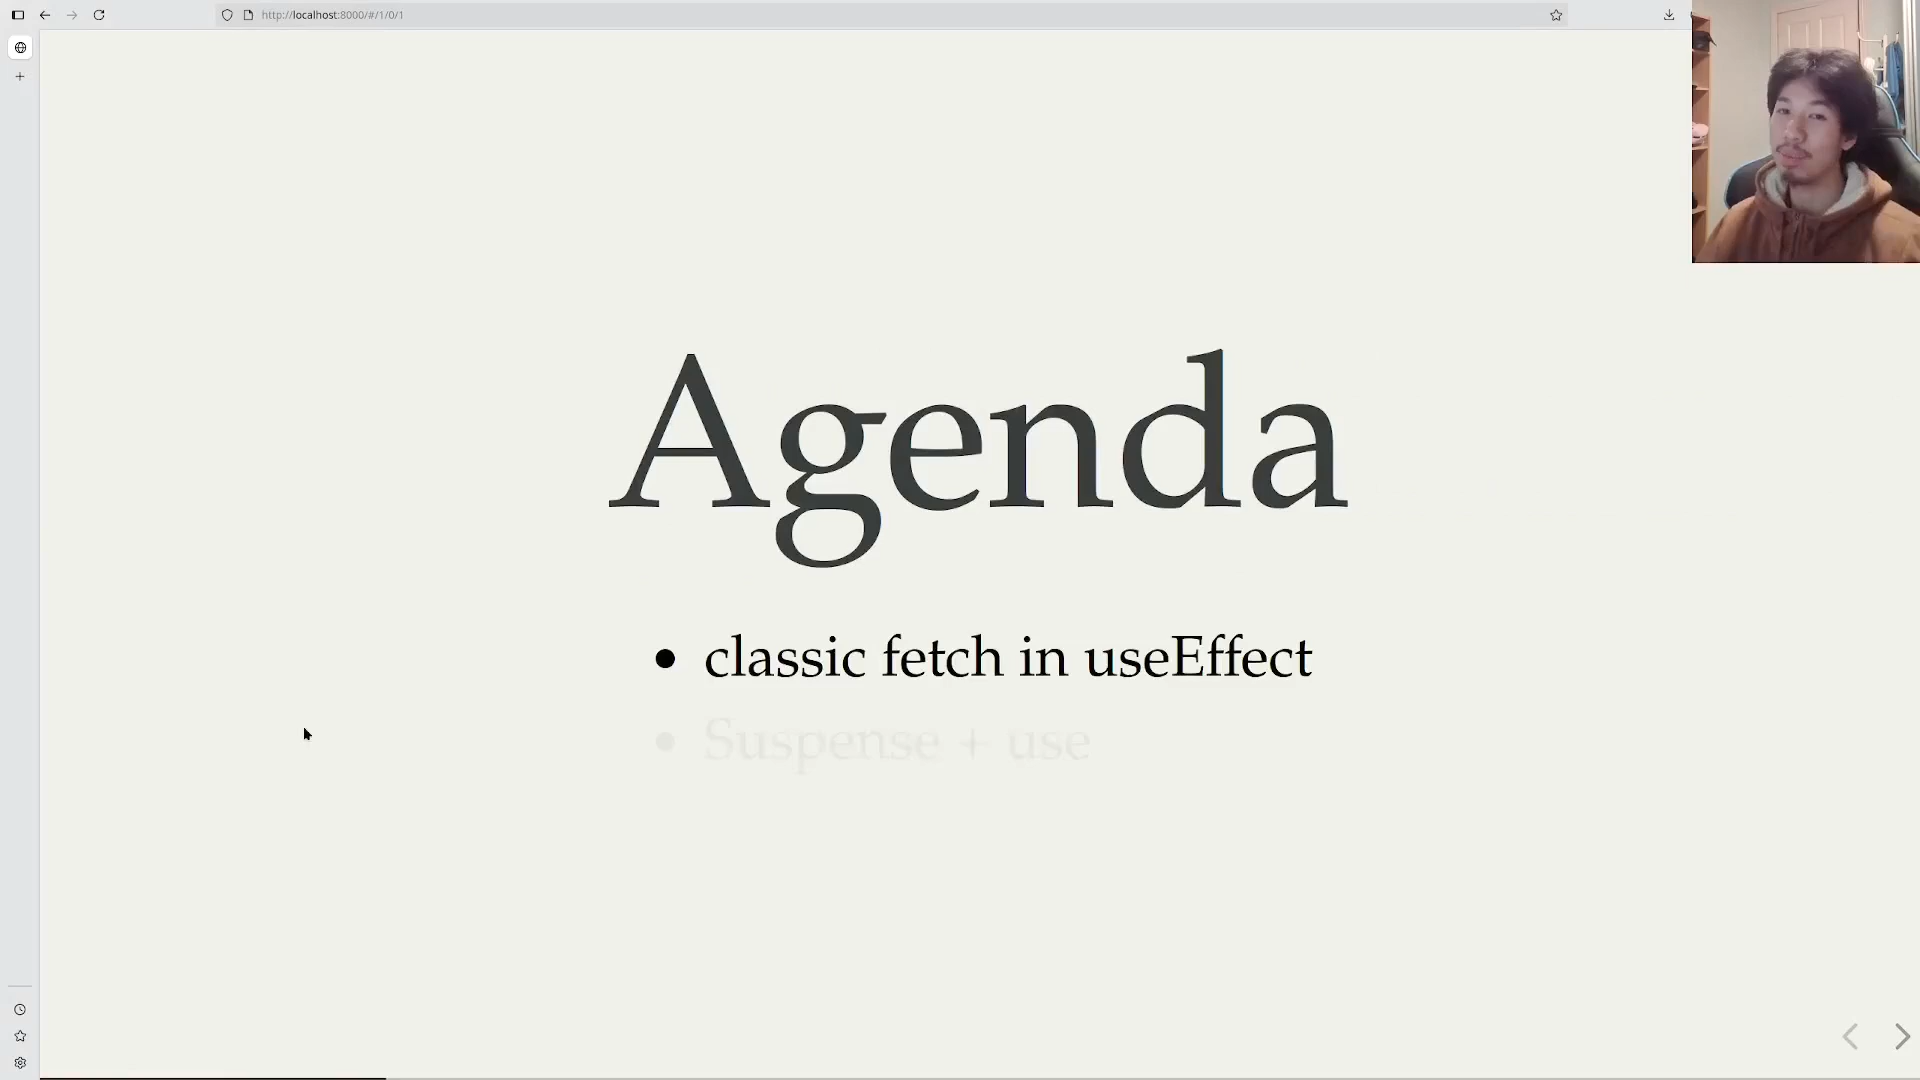 http://localhost:8000/#/1/0/1
Agenda
• classic fetch in useEffect
• Suspense + use